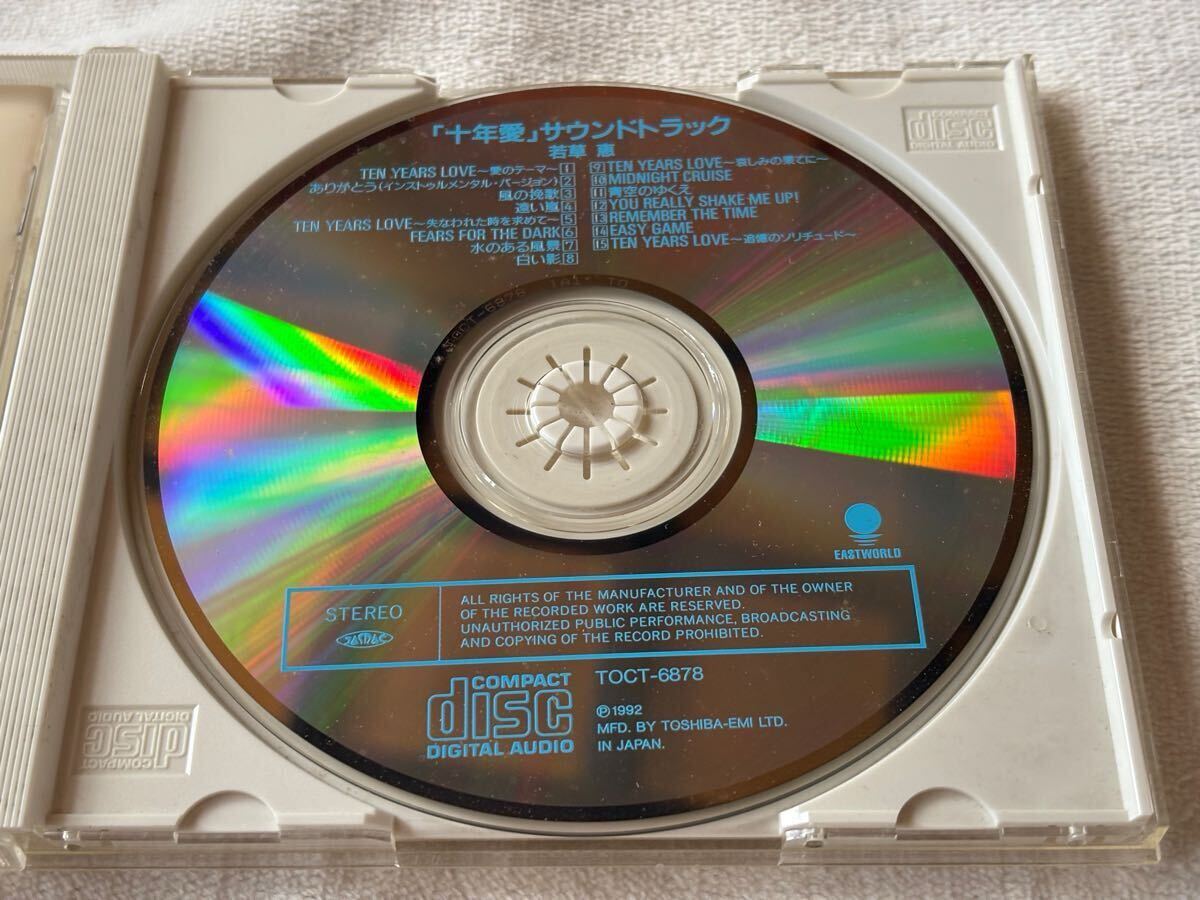 「十年愛」サウンドトラック
若草 恵
TEN YEARS LOVE〜愛のテーマ〜 1
ありがとう(インストゥルメンタル・バージョン) 2
風の挽歌 3
遠い嵐 4
TEN YEARS LOVE〜失なわれた時を求めて〜 5
FEARS FOR THE DARK 6
水のある風景 7
白い影 8
9 TEN YEARS LOVE〜哀しみの果てに〜
10 MIDNIGHT CRUISE
11 青空のゆくえ
12 YOU REALLY SHAKE ME UP!
13 REMEMBER THE TIME
14 EASY GAME
15 TEN YEARS LOVE〜追憶のソリチュード〜
TOCT-6878 1A1 TO
EASTWORLD
STEREO
JASRAC
ALL RIGHTS OF THE MANUFACTURER AND OF THE OWNER
OF THE RECORDED WORK ARE RESERVED.
UNAUTHORIZED PUBLIC PERFORMANCE, BROADCASTING
AND COPYING OF THE RECORD PROHIBITED.
COMPACT
disc
DIGITAL AUDIO
TOCT-6878
℗1992
MFD. BY TOSHIBA-EMI LTD.
IN JAPAN.
COMPACT
disc
DIGITAL AUDIO
COMPACT
disc
DIGITAL AUDIO